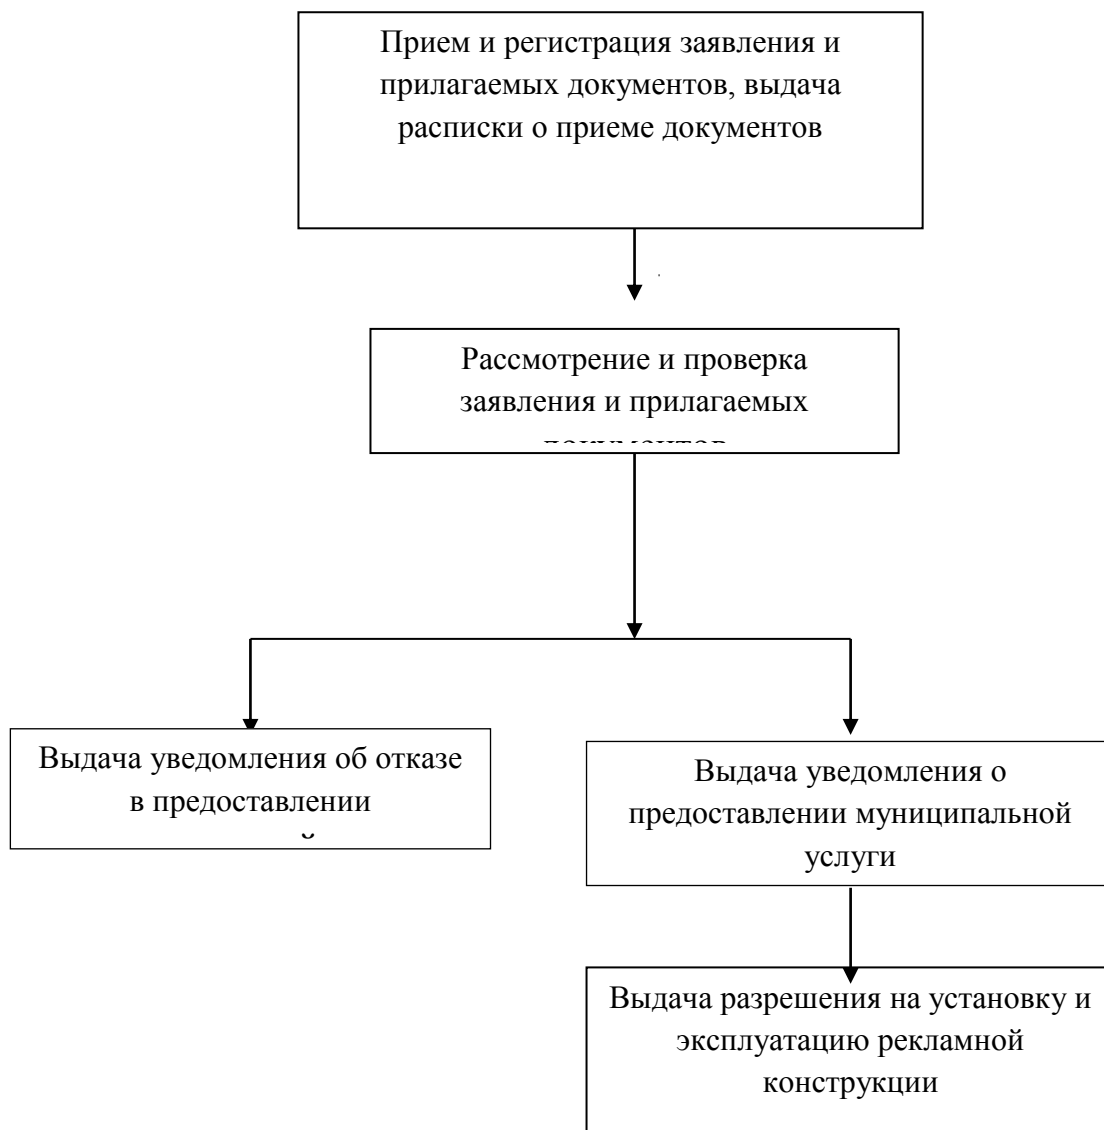 Прием и регистрация заявления и
прилагаемых документов, выдача
расписки о приеме документов
Рассмотрение и проверка
заявления и прилагаемых
документов
Выдача уведомления об отказе
в предоставлении
Выдача уведомления о
предоставлении муниципальной
услуги
Выдача разрешения на установку и
эксплуатацию рекламной
конструкции